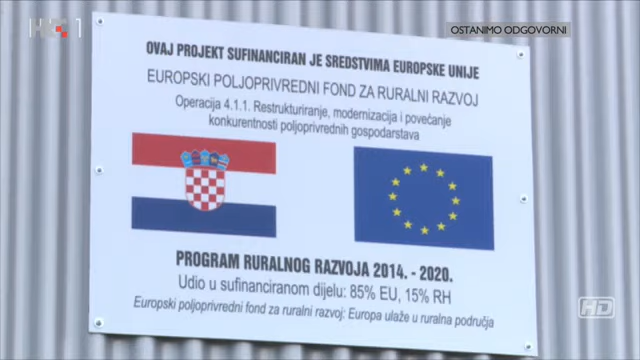 HRT 1
OSTANIMO ODGOVORNI
OVAJ PROJEKT SUFINANCIRAN JE SREDSTVIMA EUROPSKE UNIJE
EUROPSKI POLJOPRIVREDNI FOND ZA RURALNI RAZVOJ
Operacija 4.1.1. Restrukturiranje, modernizacija i povećanje
konkurentnosti poljoprivrednih gospodarstava
PROGRAM RURALNOG RAZVOJA 2014. - 2020.
Udio u sufinanciranom dijelu: 85% EU, 15% RH
Europski poljoprivredni fond za ruralni razvoj: Europa ulaže u ruralna područja
HD